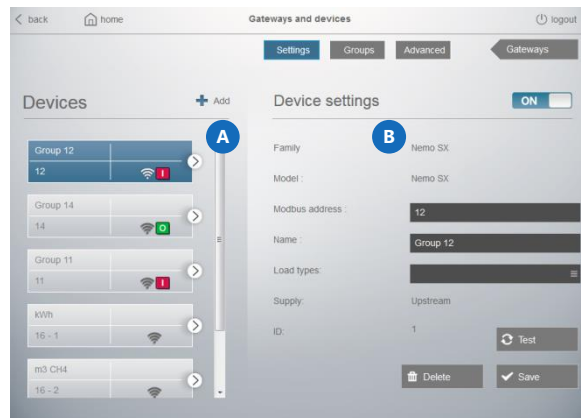 back
home
Gateways and devices
logout
Settings
Groups
Advanced
Gateways
Devices
Add
Device settings
ON
A
B
Group 12
12
I
Group 14
14
O
Group 11
11
I
kWh
16 - 1
m3 CH4
16 - 2
Family
Nemo SX
Model :
Nemo SX
Modbus address :
12
Name :
Group 12
Load types:
Supply:
Upstream
ID:
1
Test
Delete
Save